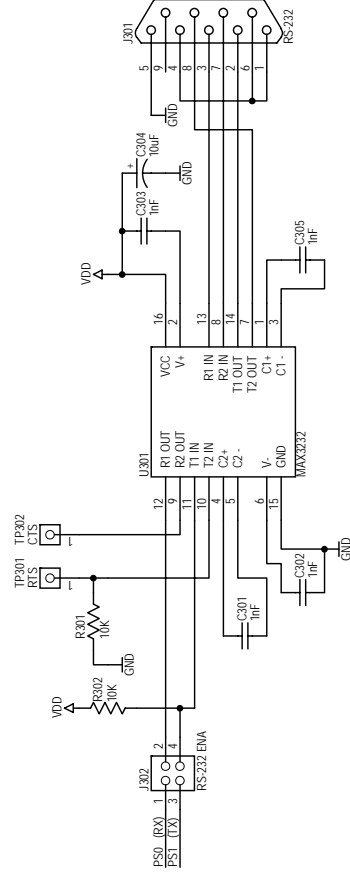 J301
5
9
4
8
3
7
2
6
1
RS-232
GND
C304
10uF
+
GND
C303
1nF
VDD
C305
1nF
16
2
13
8
14
7
1
3
VCC
V+
R1 IN
R2 IN
T1 OUT
T2 OUT
C1+
C1 -
U301
MAX3232
R1 OUT
R2 OUT
T1 IN
T2 IN
C2+
C2 -
V-
GND
12
9
11
10
4
5
6
15
TP302
CTS
1
TP301
RTS
1
R301
10K
GND
C301
1nF
C302
1nF
GND
VDD
R302
10K
J302
2
4
1
3
RS-232 ENA
PS0 (RX)
PS1 (TX)